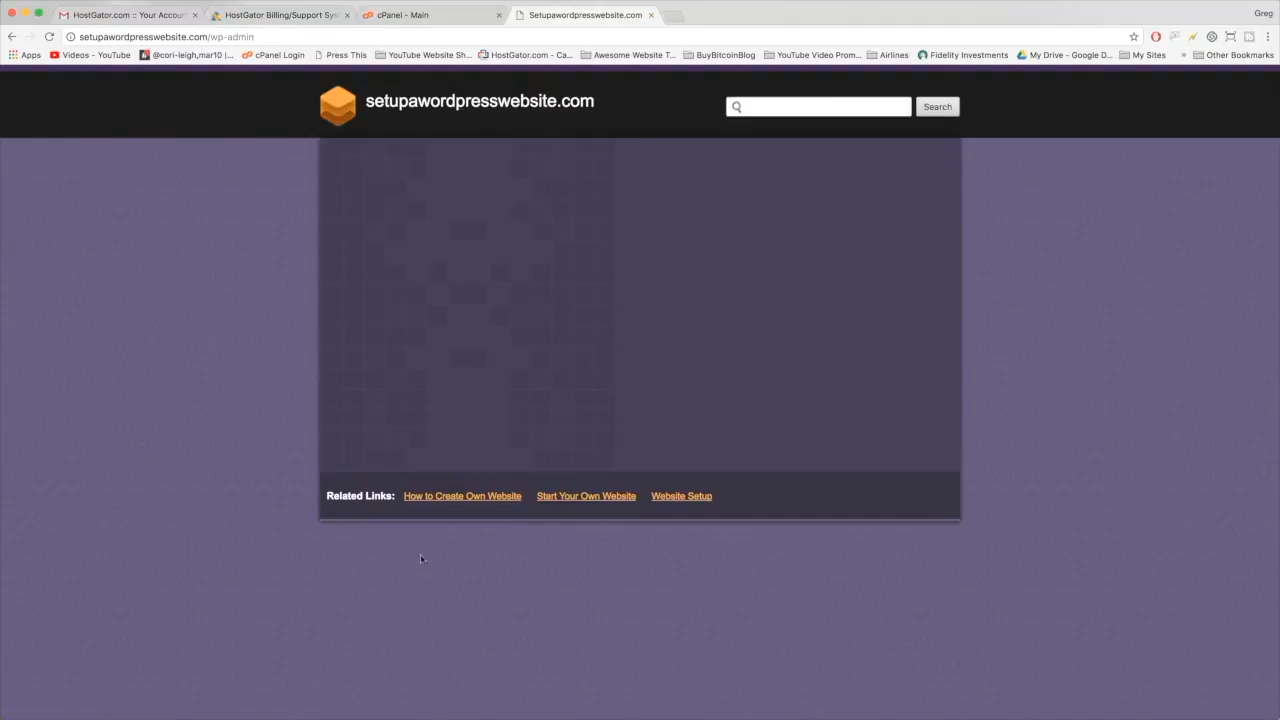 HostGator.com :: Your Accoun
HostGator Billing/Support Sys
cPanel - Main
Setupawordpresswebsite.com
Greg
setupawordpresswebsite.com/wp-admin
Apps
Videos - YouTube
@cori-leigh,mar10 |...
cPanel Login
Press This
YouTube Website Sh...
HostGator.com - Ca...
Awesome Website T...
BuyBitcoinBlog
YouTube Video Prom...
Airlines
Fidelity Investments
My Drive - Google D...
My Sites
»
Other Bookmarks
setupawordpresswebsite.com
Search
Related Links: How to Create Own Website Start Your Own Website Website Setup